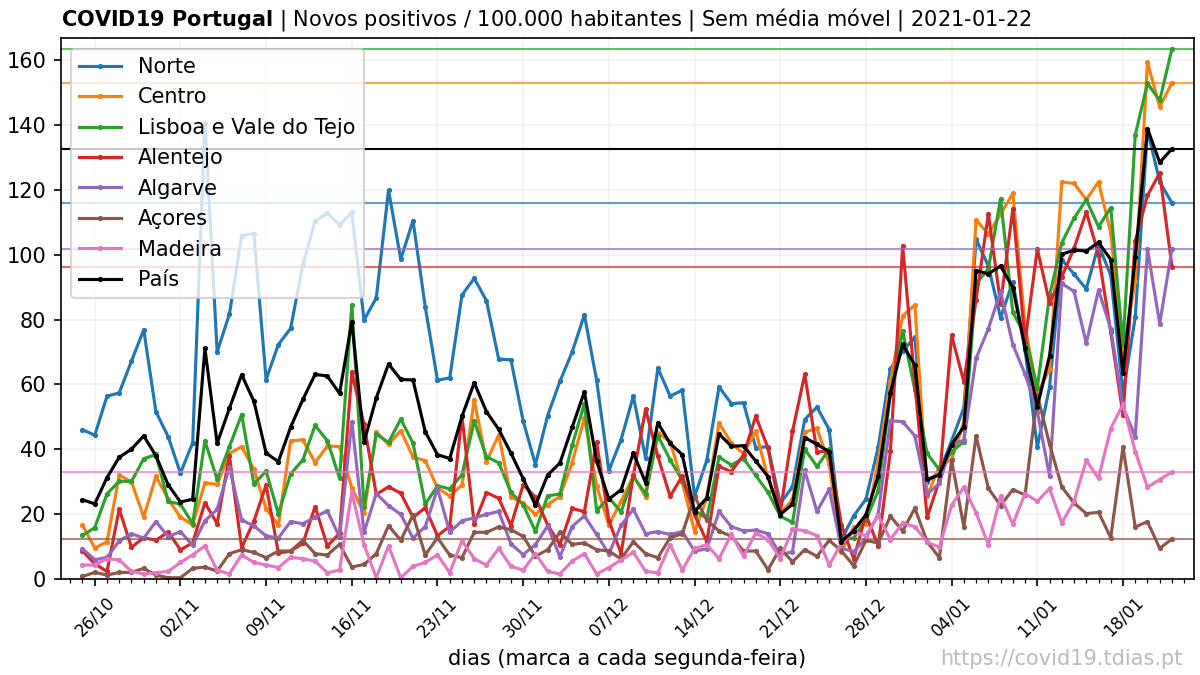 COVID19 Portugal | Novos positivos / 100.000 habitantes | Sem média móvel | 2021-01-22
160
140
120
100
80
60
40
20
0
Norte
Centro
Lisboa e Vale do Tejo
Alentejo
Algarve
Açores
Madeira
País
26/10
02/11
09/11
16/11
23/11
30/11
07/12
14/12
21/12
28/12
04/01
11/01
18/01
dias (marca a cada segunda-feira)
https://covid19.tdias.pt